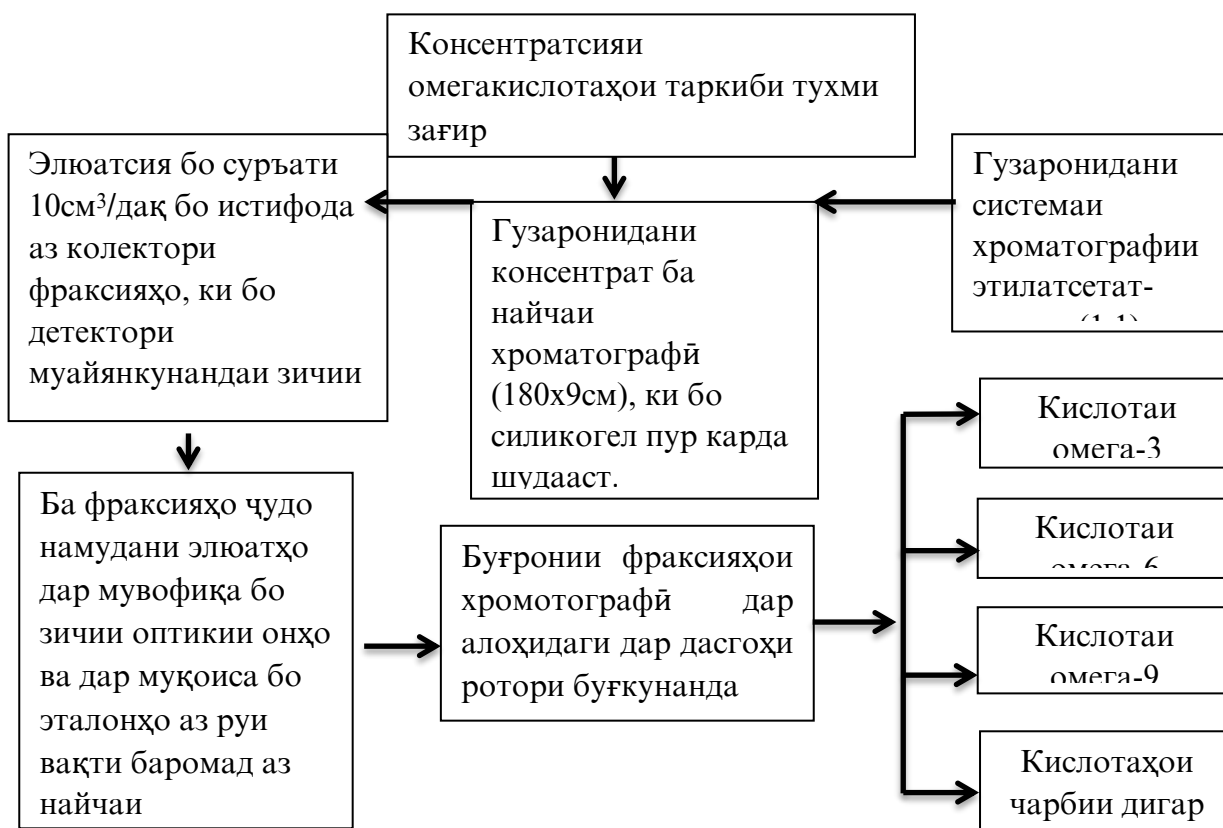 Консентратсияи
омегакислотаҳои таркиби тухми
зағир
Элюатсия бо суръати
10см³/дақ бо истифода
аз колектори
фраксияҳо, ки бо
детектори
муайянкунандаи зичии
Гузаронидани
консентрат ба
найчаи
хроматографӣ
(180х9см), ки бо
силикогел пур карда
шудааст.
Гузаронидани
системаи
хроматографии
этилатсетат-
(1:1)
Ба фраксияҳо ҷудо
намудани элюатҳо
дар мувофиқа бо
зичии оптикии онҳо
ва дар муқоиса бо
эталонҳо аз руи
вақти баромад аз
найчаи
Буғронии фраксияҳои
хромотографӣ дар
алоҳидаги дар дасгоҳи
ротори буғкунанда
Кислотаи
омега-3
Кислотаи
омега-6
Кислотаи
омега-9
Кислотаҳои
чарбии дигар